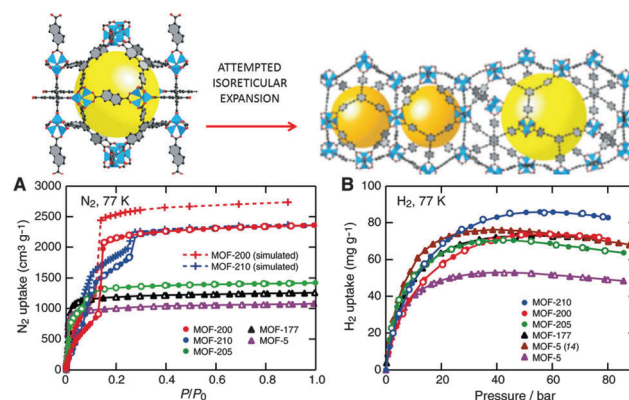 ATTEMPTED
ISORETICULAR
EXPANSION
A
N2, 77 K
N2 uptake (cm3 g-1)
3000
2500
2000
1500
1000
500
0
MOF-200 (simulated)
MOF-210 (simulated)
MOF-200
MOF-210
MOF-205
MOF-177
MOF-5
0.0 0.2 0.4 0.6 0.8 1.0
P/P0
B
H2, 77 K
H2 uptake (mg g-1)
100
80
60
40
20
0
MOF-210
MOF-200
MOF-205
MOF-177
MOF-5 (14)
MOF-5
0 20 40 60 80
Pressure / bar